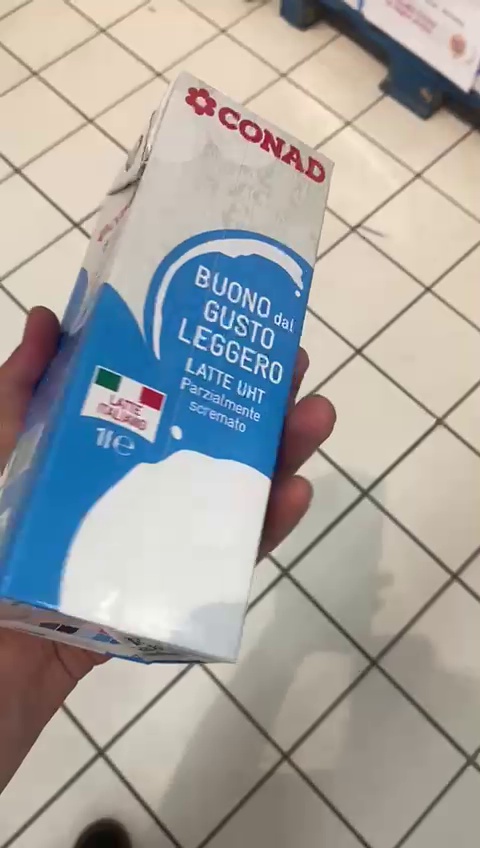 CONAD
BUONO dal
GUSTO
LEGGERO
LATTE UHT
Parzialmente
scremato
LATTE
ITALIANO
1l e